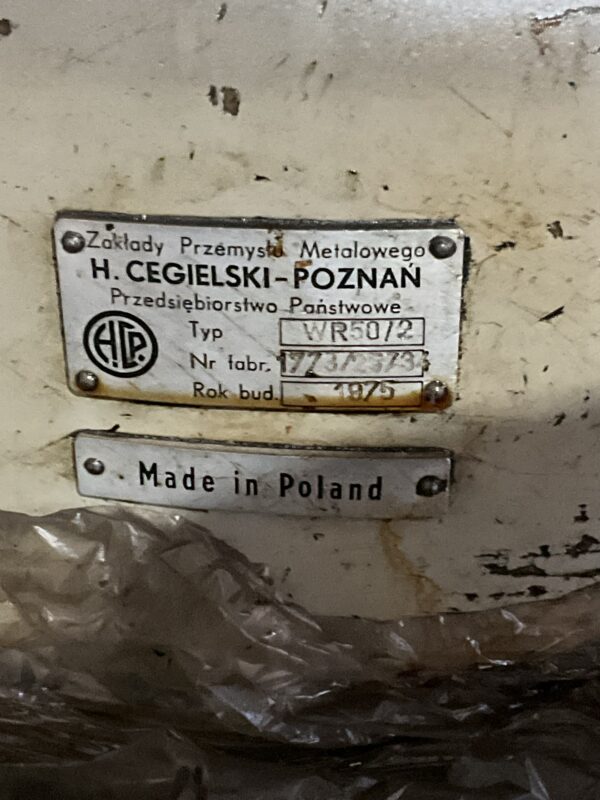 Zakłady Przemysłu Metalowego
H. CEGIELSKI-POZNAŃ
Przedsiębiorstwo Państwowe
HCP.
Typ WR50/2
Nr fabr.
Rok bud. 1975
Made in Poland